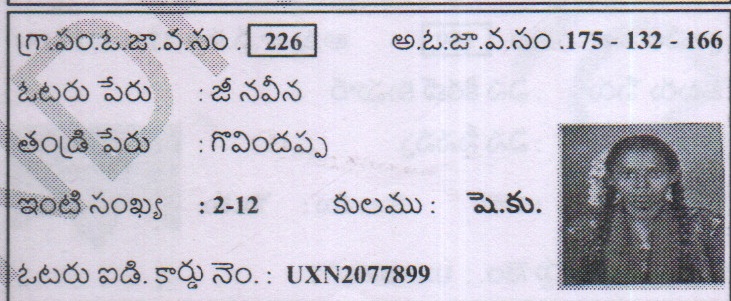 గ్రా.పం.ఓ.జా.వ.సం. 226 అ.ఓ.జా.వ.సం.175 - 132 - 166
ఓటరు పేరు : జీ నవీన
తండ్రి పేరు : గొవిందప్ప
ఇంటి సంఖ్య : 2-12 కులము : షె.కు.
ఓటరు ఐడి. కార్డు నెం. : UXN2077899